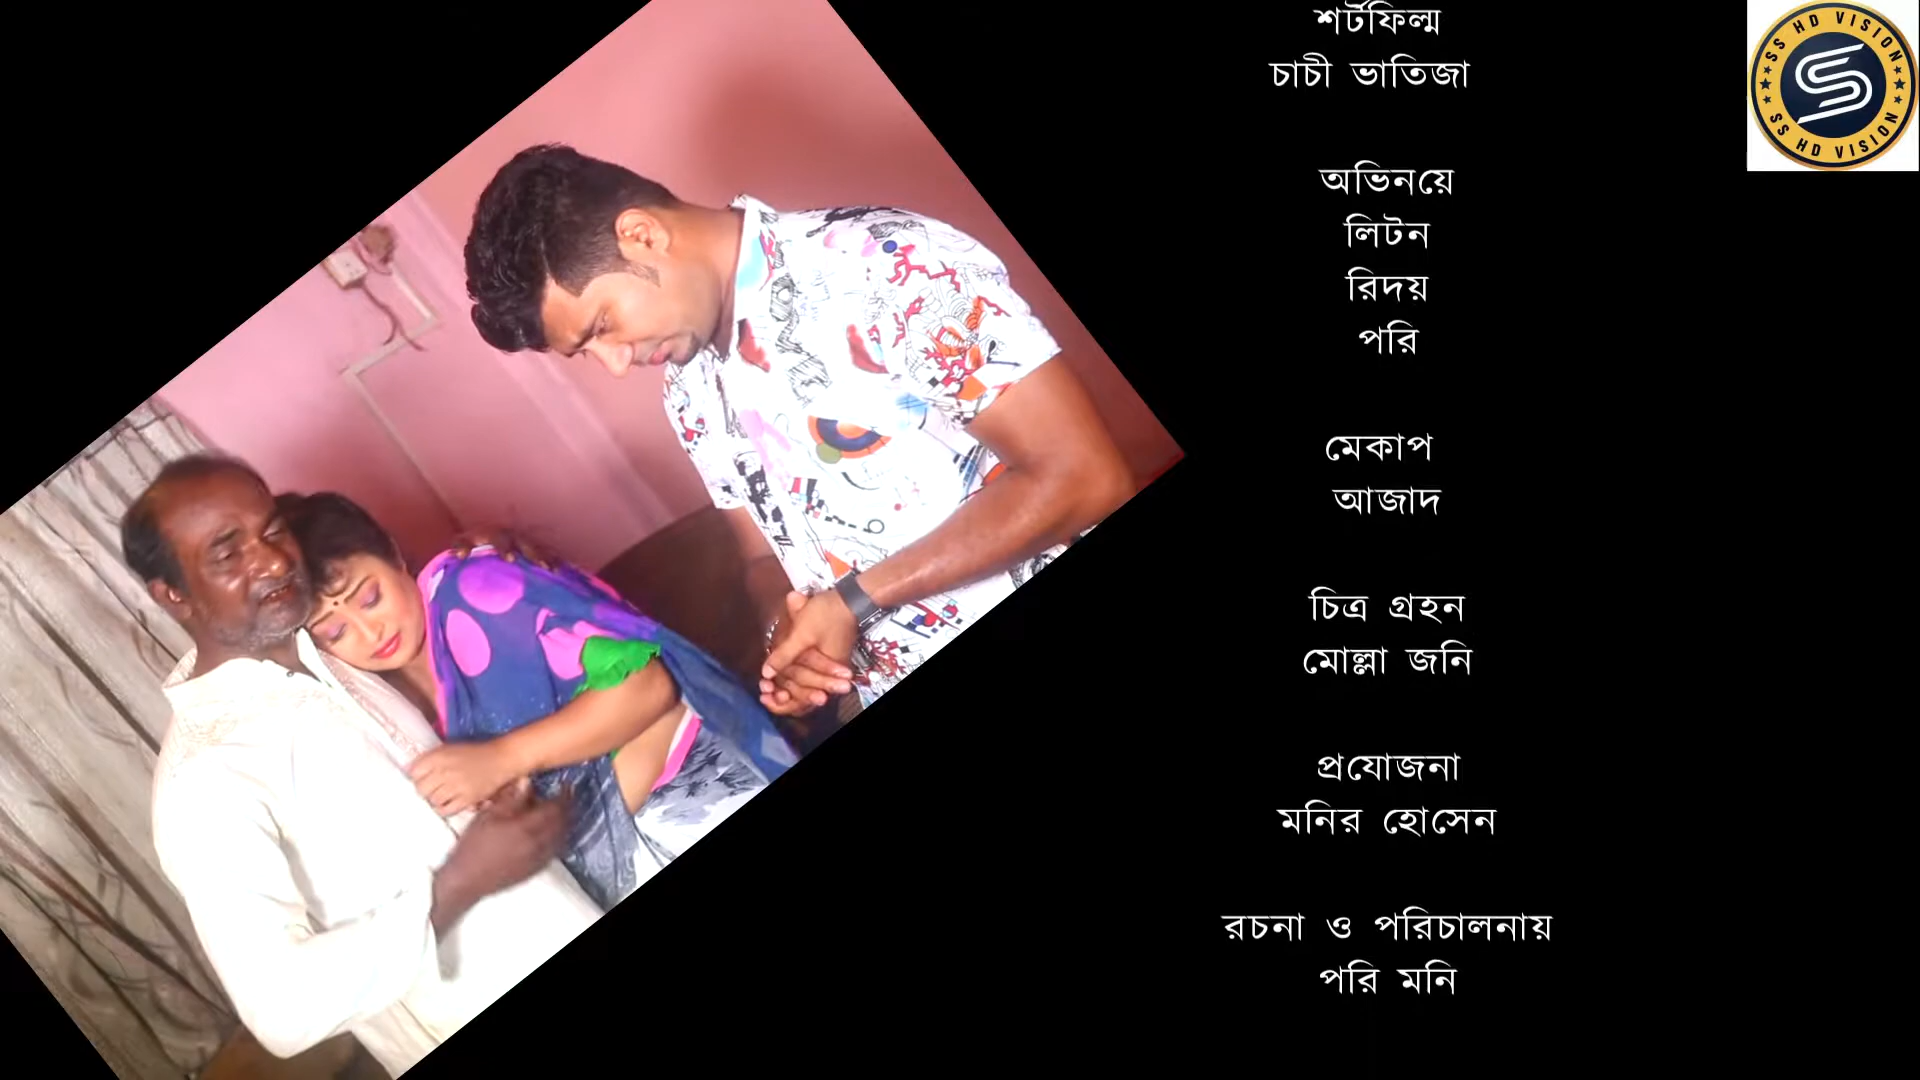 শর্টফিল্ম
চাচী ভাতিজা
অভিনয়ে
লিটন
রিদয়
পরি
মেকাপ
আজাদ
চিত্র গ্রহন
মোল্লা জনি
প্রযোজনা
মনির হোসেন
রচনা ও পরিচালনায়
পরি মনি
SS HD VISION
SS HD VISION